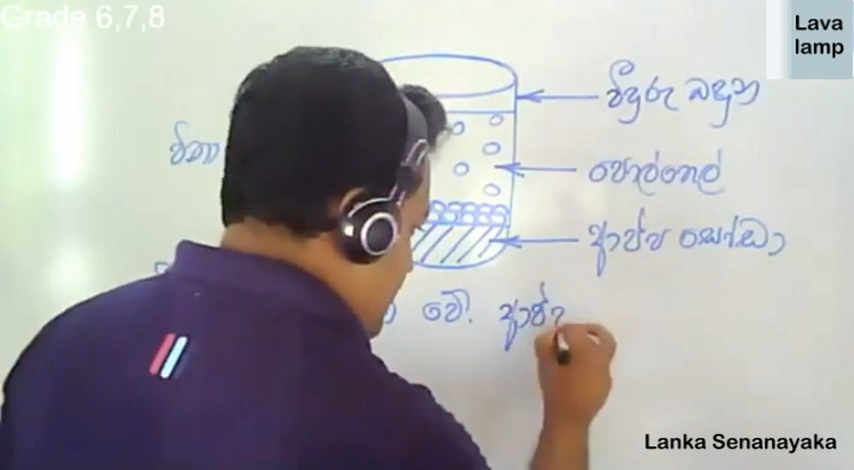 Grade 6,7,8
Lava
lamp
වීදුරු බඳුන
විනා
පොල්තෙල්
ආප්ප සෝඩා
වේ. ආප්ප
Lanka Senanayaka